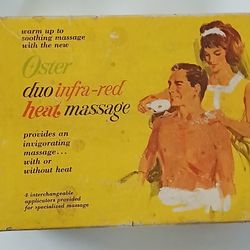 warm up to
soothing massage
with the new
Oster
duo infra-red
heat massage
provides an
invigorating
massage...
with or
without heat
4 interchangeable
applicators provided
for specialized massage